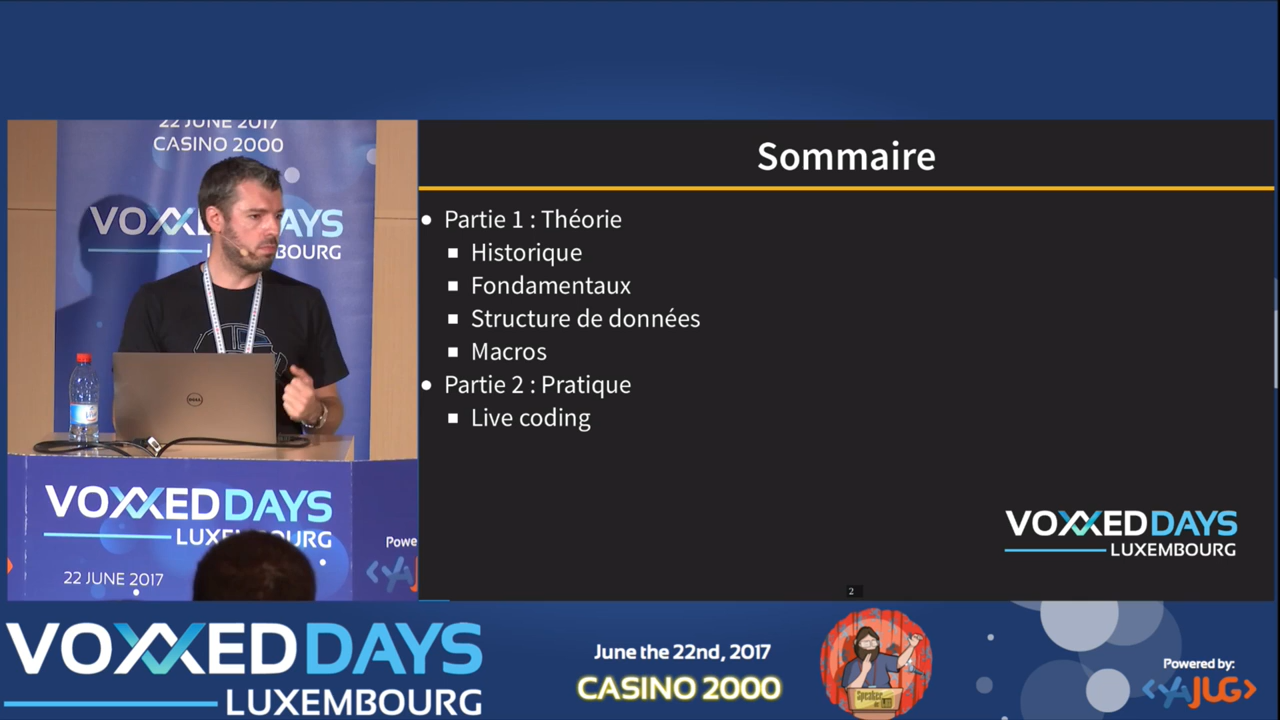 22 JUNE 2017
CASINO 2000
VOXXED DAYS
LUXEMBOURG
DELL
VOXXED DAYS
LUXEMBOURG
22 JUNE 2017
Sommaire
Partie 1 : Théorie
Historique
Fondamentaux
Structure de données
Macros
Partie 2 : Pratique
Live coding
VOXXED DAYS
LUXEMBOURG
2
VOXXED DAYS
LUXEMBOURG
June the 22nd, 2017
CASINO 2000
Speaker
Powered by:
<YAJUG>